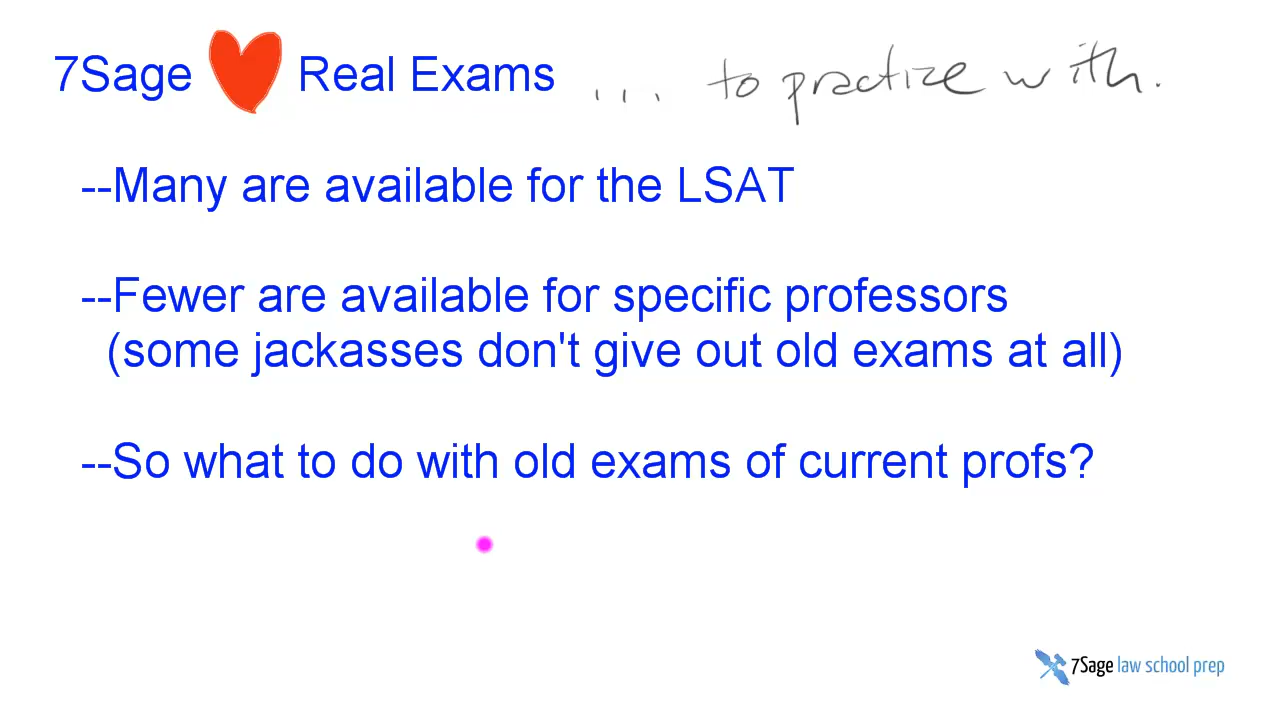 7Sage Real Exams ... to practize with.
--Many are available for the LSAT
--Fewer are available for specific professors
(some jackasses don't give out old exams at all)
--So what to do with old exams of current profs?
7Sage law school prep